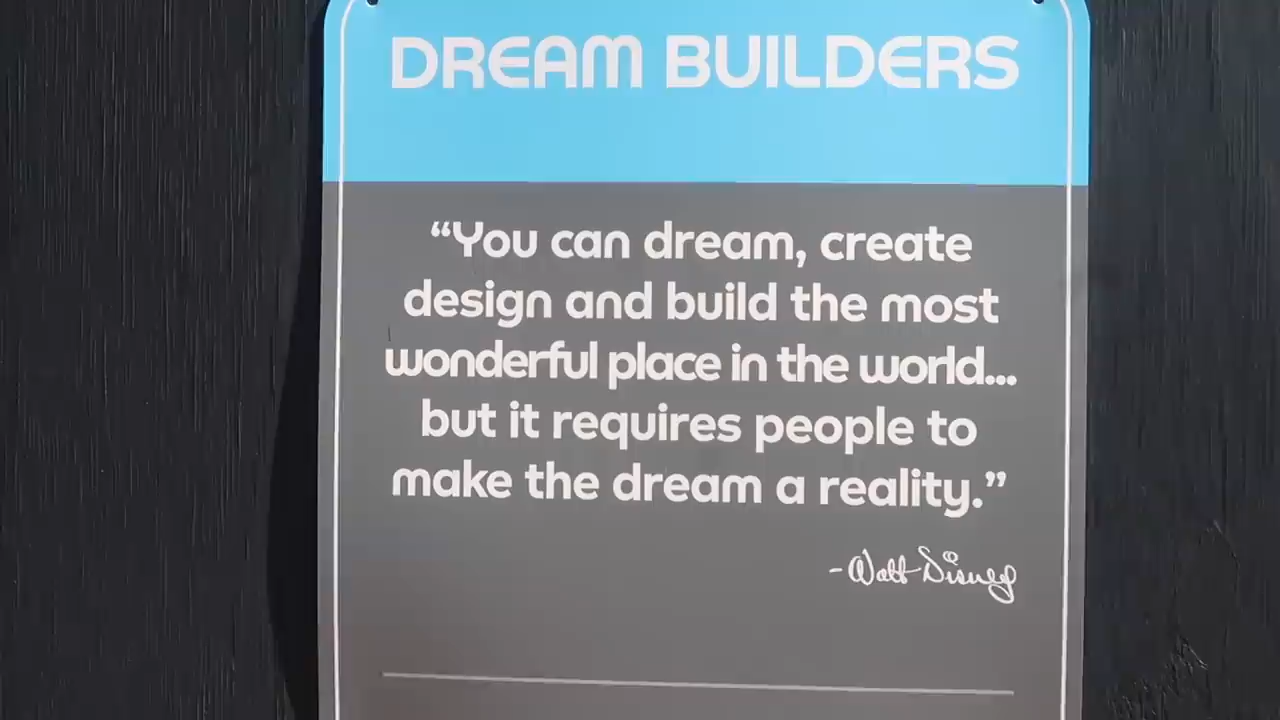 DREAM BUILDERS
“You can dream, create
design and build the most
wonderful place in the world...
but it requires people to
make the dream a reality.”
-Walt Disney